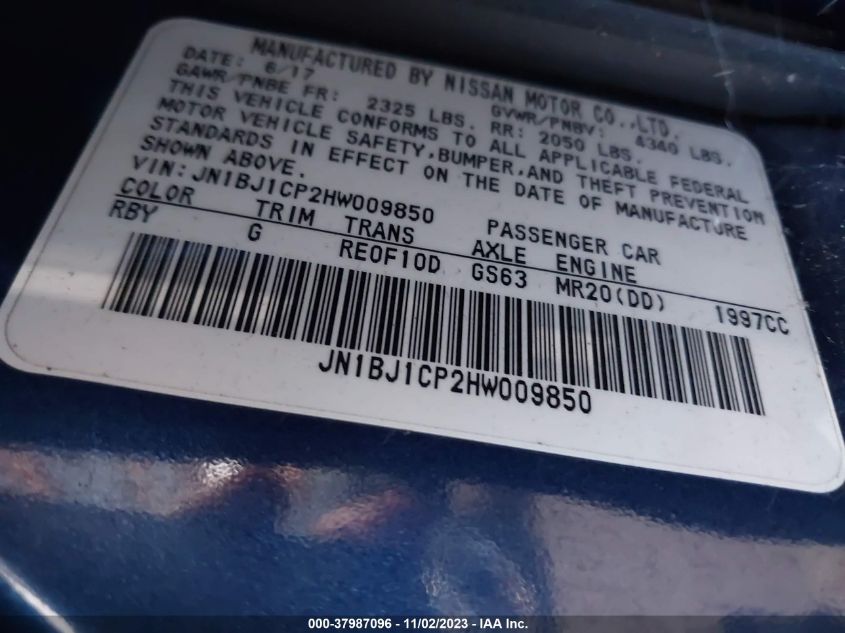 MANUFACTURED BY NISSAN MOTOR CO.,LTD.
DATE: 6/17 GVWR/PNBV: 4340 LBS.
GAWR/PNBE FR: 2325 LBS. RR: 2050 LBS.
THIS VEHICLE CONFORMS TO ALL APPLICABLE FEDERAL
MOTOR VEHICLE SAFETY,BUMPER,AND THEFT PREVENTION
STANDARDS IN EFFECT ON THE DATE OF MANUFACTURE
SHOWN ABOVE.
VIN:JN1BJ1CP2HW009850 PASSENGER CAR
COLOR TRIM TRANS AXLE ENGINE
RBY G RE0F10D GS63 MR20(DD) 1997CC
JN1BJ1CP2HW009850
000-37987096 - 11/02/2023 - IAA Inc.